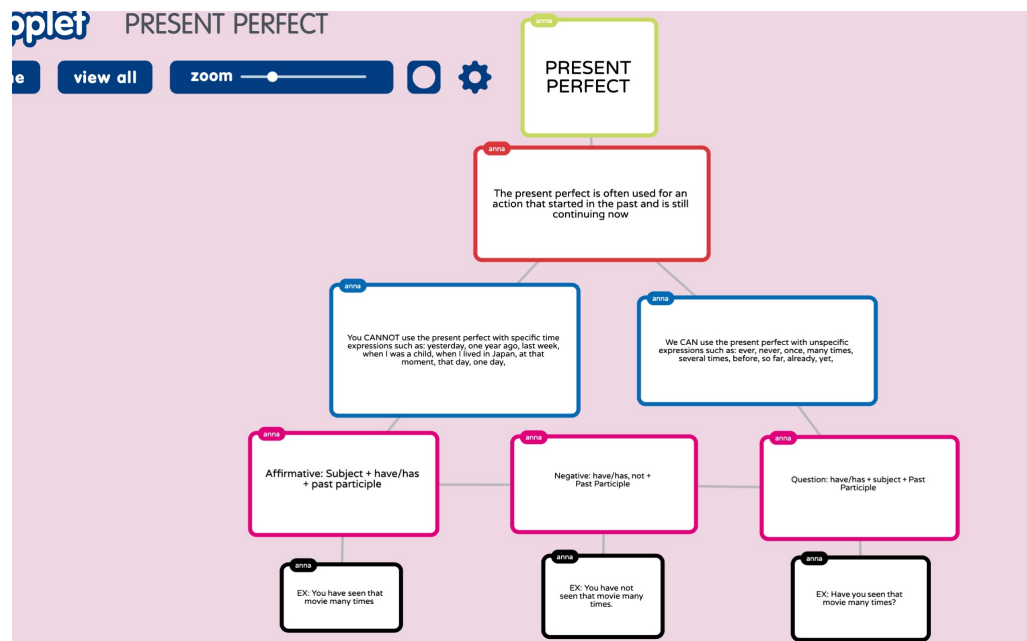 pplet PRESENT PERFECT
ne view all zoom
anna
PRESENT
PERFECT
anna
The present perfect is often used for an
action that started in the past and is still
continuing now
anna
You CANNOT use the present perfect with specific time
expressions such as: yesterday, one year ago, last week,
when I was a child, when I lived in Japan, at that
moment, that day, one day,
anna
We CAN use the present perfect with unspecific
expressions such as: ever, never, once, many times,
several times, before, so far, already, yet,
anna
Affirmative: Subject + have/has
+ past participle
anna
Negative: have/has, not +
Past Participle
anna
Question: have/has + subject + Past
Participle
anna
EX: You have seen that
movie many times
anna
EX: You have not
seen that movie many
times.
anna
EX: Have you seen that
movie many times?